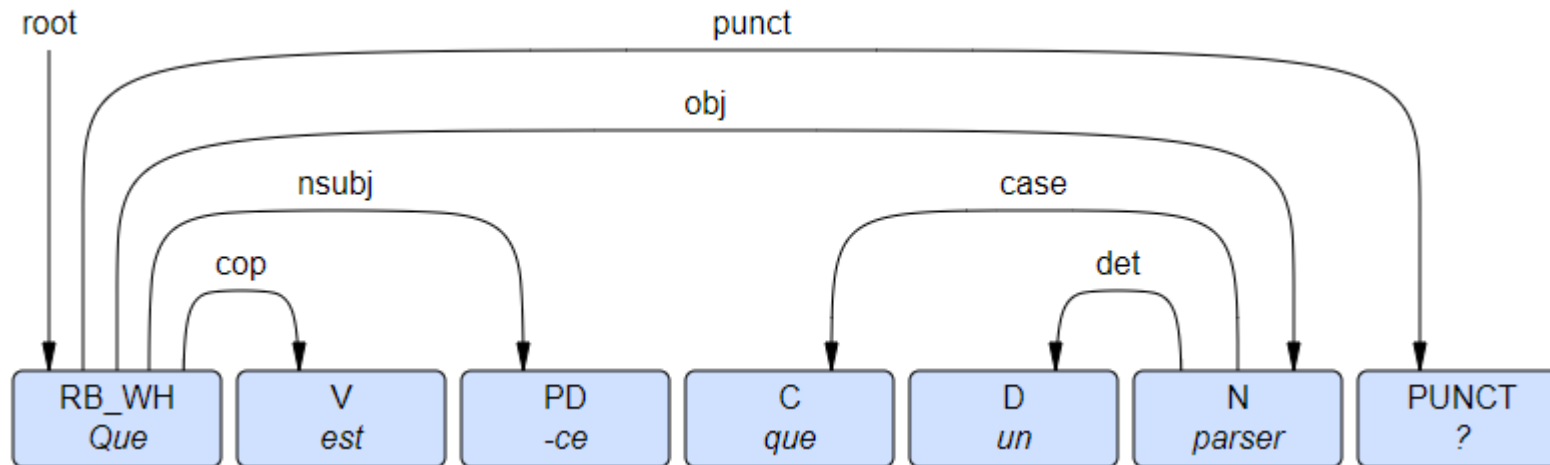 root
punct
obj
nsubj case
cop det
RB_WH V PD C D N PUNCT
Que est -ce que un parser ?